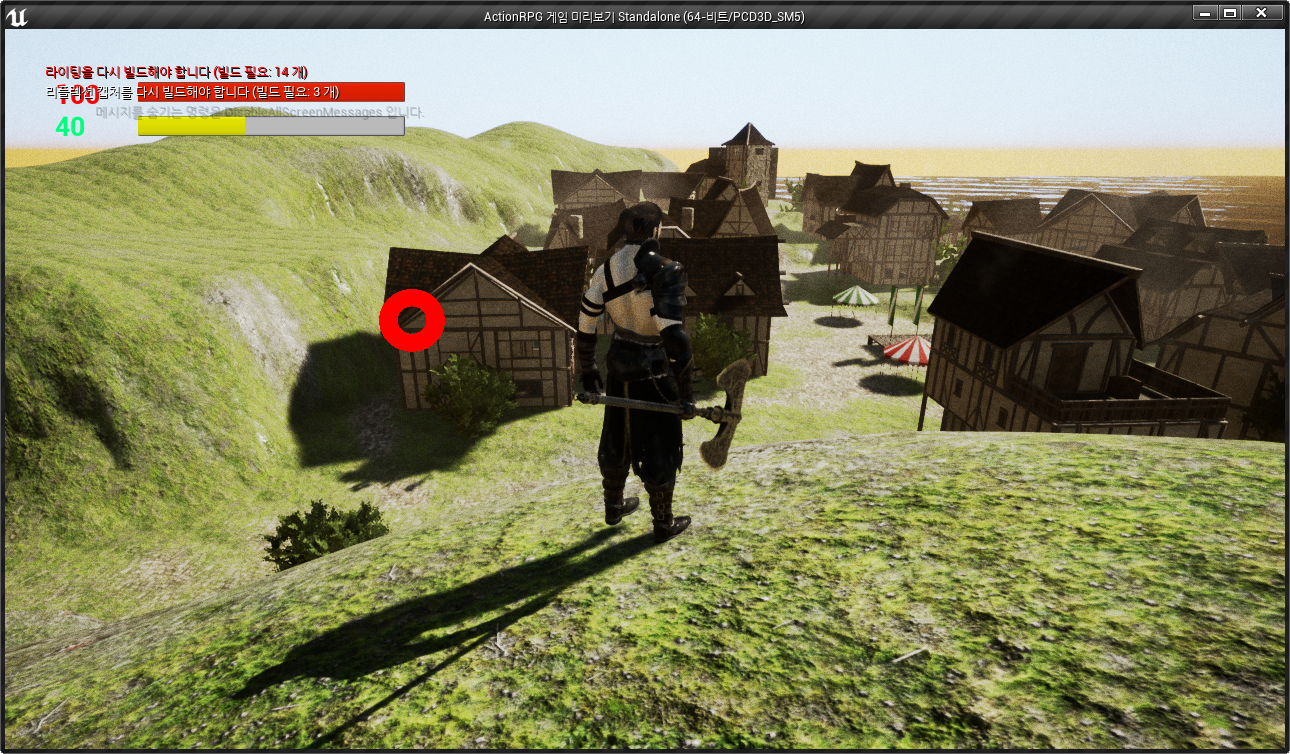 ActionRPG 게임 미리보기 Standalone (64-비트/PCD3D_SM5)
라이팅을 다시 빌드해야 합니다 (빌드 필요: 14 개)
리플렉션 캡처를 다시 빌드해야 합니다 (빌드 필요: 3 개)
100
메시지를 숨기는 명령은 DisableAllScreenMessages 입니다.
40